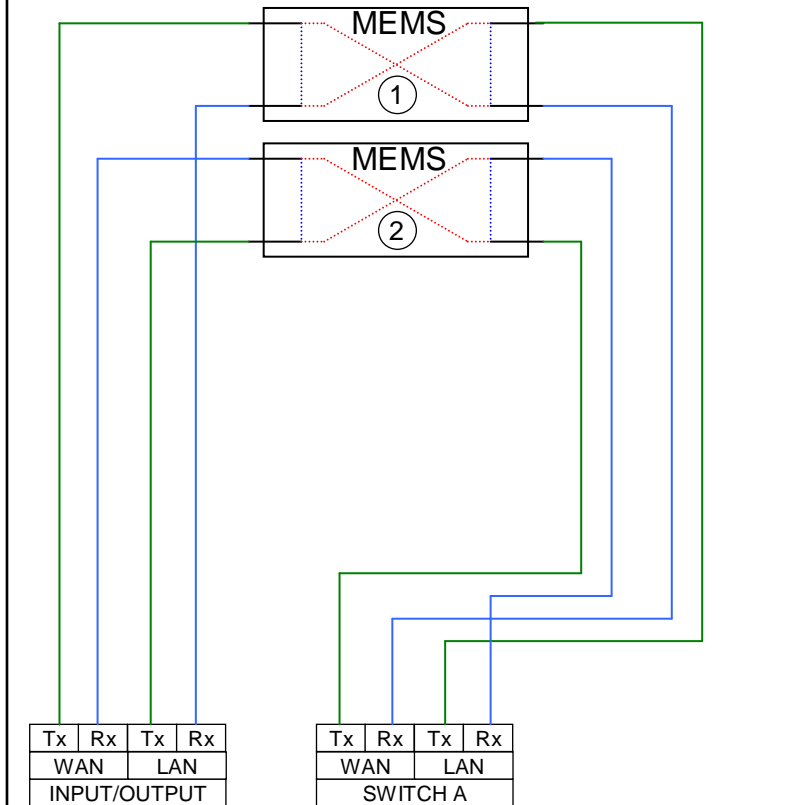 MEMS
1
MEMS
2
Tx Rx Tx Rx Tx Rx Tx Rx
WAN LAN WAN LAN
INPUT/OUTPUT SWITCH A